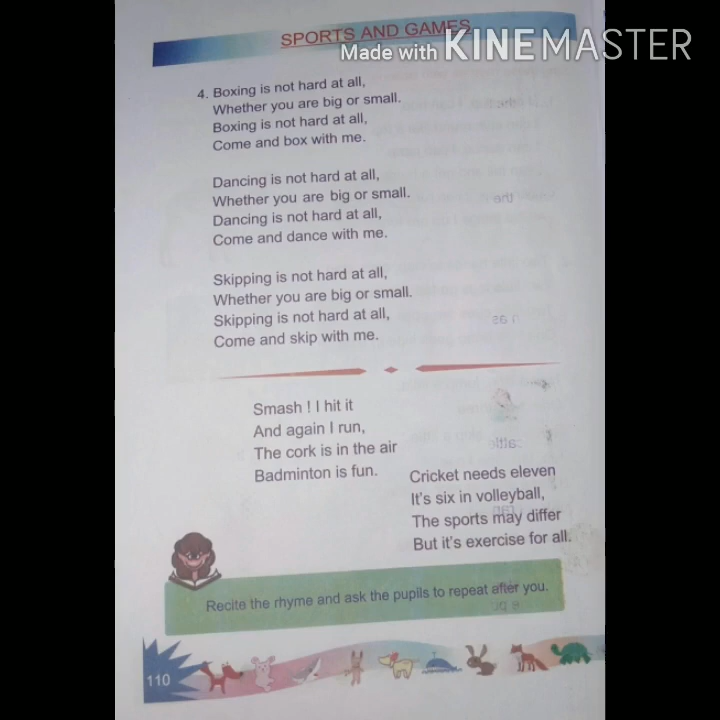 SPORTS AND GAMES
Made with KINEMASTER
4. Boxing is not hard at all,
Whether you are big or small.
Boxing is not hard at all,
Come and box with me.
Dancing is not hard at all,
Whether you are big or small.
Dancing is not hard at all,
Come and dance with me.
Skipping is not hard at all,
Whether you are big or small.
Skipping is not hard at all,
Come and skip with me.
Smash ! I hit it
And again I run,
The cork is in the air
Badminton is fun.
Cricket needs eleven
It's six in volleyball,
The sports may differ
But it's exercise for all.
Recite the rhyme and ask the pupils to repeat after you.
110